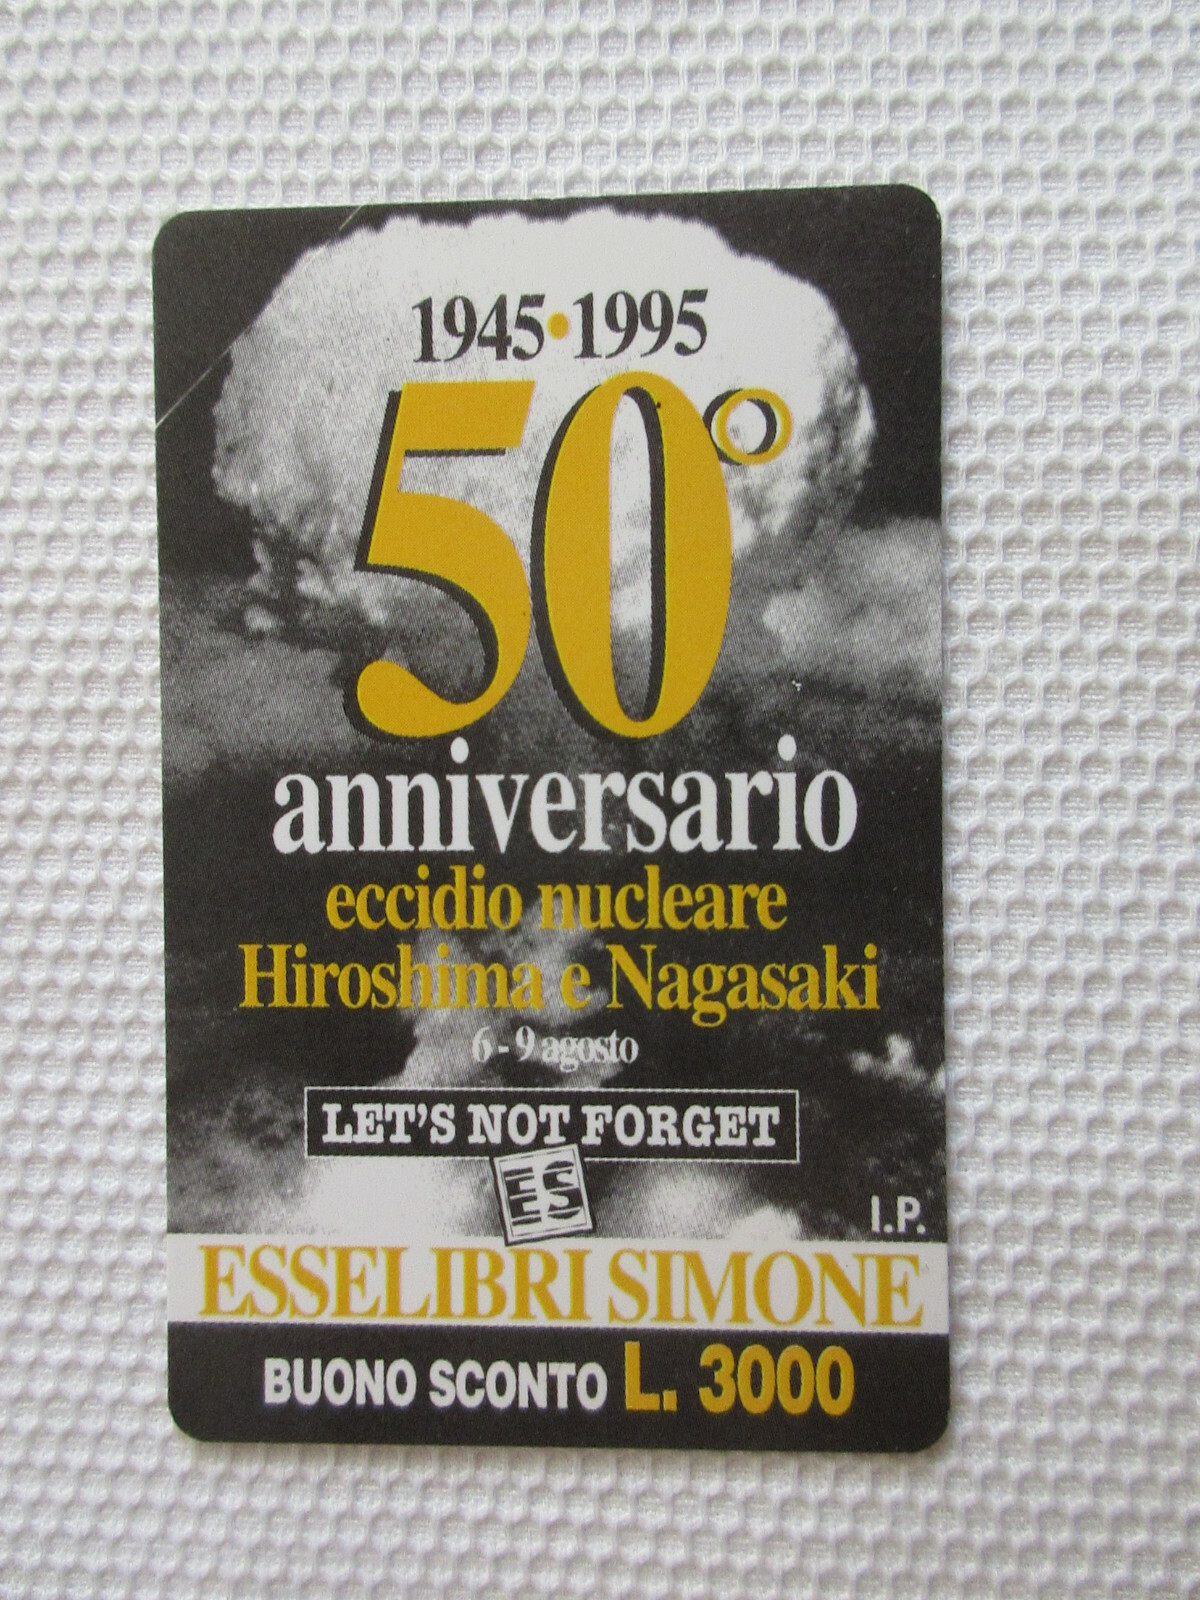 1945•1995
50°
anniversario
eccidio nucleare
Hiroshima e Nagasaki
6 - 9 agosto
LET'S NOT FORGET
ES
I.P.
ESSELIBRI SIMONE
BUONO SCONTO L. 3000